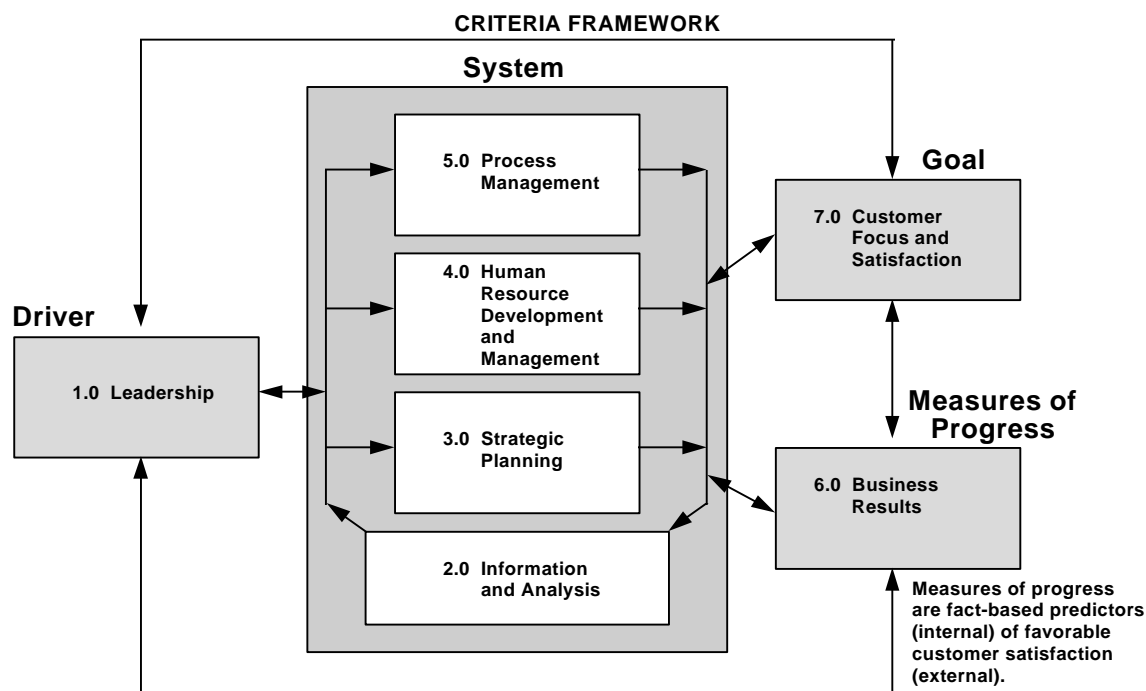 CRITERIA FRAMEWORK
System
5.0 Process
Management
Goal
7.0 Customer
Focus and
Satisfaction
4.0 Human
Resource
Development
and
Management
Driver
1.0 Leadership
Measures of
Progress
3.0 Strategic
Planning
6.0 Business
Results
2.0 Information
and Analysis
Measures of progress
are fact-based predictors
(internal) of favorable
customer satisfaction
(external).